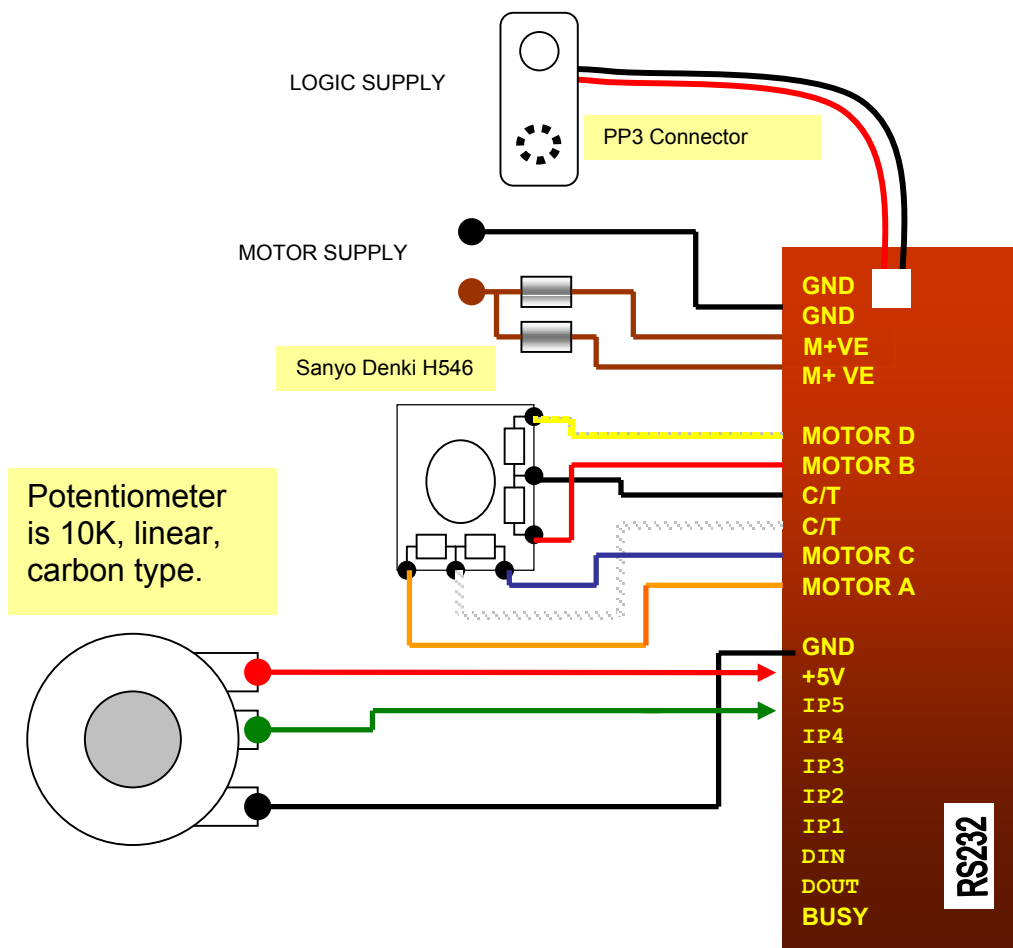 LOGIC SUPPLY
PP3 Connector
MOTOR SUPPLY
Sanyo Denki H546
Potentiometer
is 10K, linear,
carbon type.
GND
GND
M+VE
M+ VE
MOTOR D
MOTOR B
C/T
C/T
MOTOR C
MOTOR A
GND
+5V
IP5
IP4
IP3
IP2
IP1
DIN
DOUT
BUSY
RS232